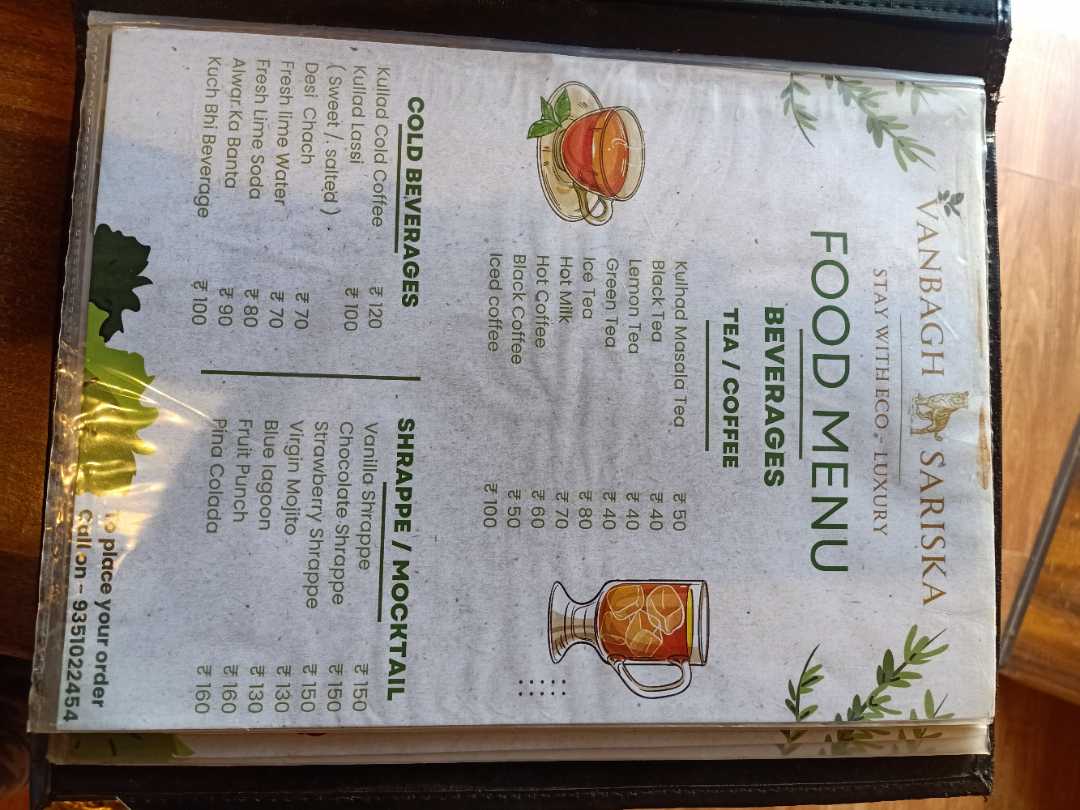 VANBAGH SARISKA
STAY WITH ECO - LUXURY
FOOD MENU
BEVERAGES
TEA / COFFEE
Kulhad Masala Tea ₹ 50
Black Tea ₹ 40
Leman Tea ₹ 40
Green Tea ₹ 40
Ice Tea ₹ 80
Hot Milk ₹ 70
Hot Coffee ₹ 60
Black Coffee ₹ 50
Iced coffee ₹ 100
COLD BEVERAGES
Kullad Cold Coffee ₹ 120
Kullad Lassi ₹ 100
( Sweet /. salted )
Desi Chach ₹ 70
Fresh lime Water ₹ 70
Fresh Lime Soda ₹ 80
Alwar Ka Banta ₹ 90
Kuch Bhi Beverage ₹ 100
SHRAPPE / MOCKTAIL
Vanilla Shrappe ₹ 150
Chocolate Shrappe ₹ 150
Strawberry Shrappe ₹ 150
Virgin Mojito ₹ 130
Blue lagoon ₹ 130
Fruit Punch ₹ 160
Pina Colada ₹ 160
To place your order
call on - 9351022454